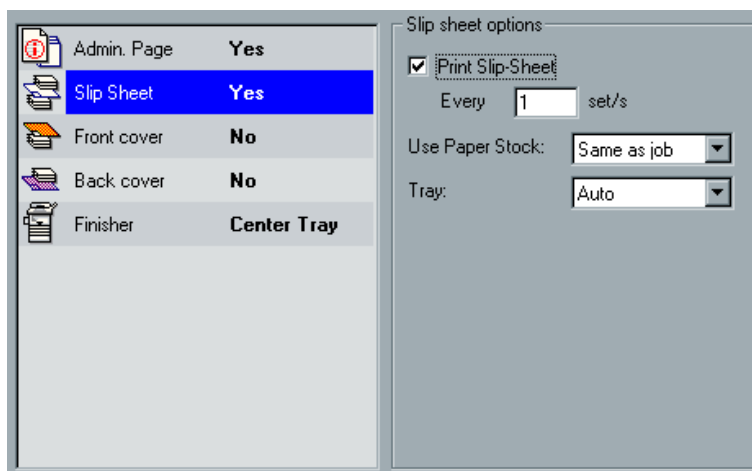 Admin. Page Yes
Slip Sheet Yes
Front cover No
Back cover No
Finisher Center Tray
Slip sheet options
Print Slip-Sheet
Every 1 set/s
Use Paper Stock: Same as job
Tray: Auto